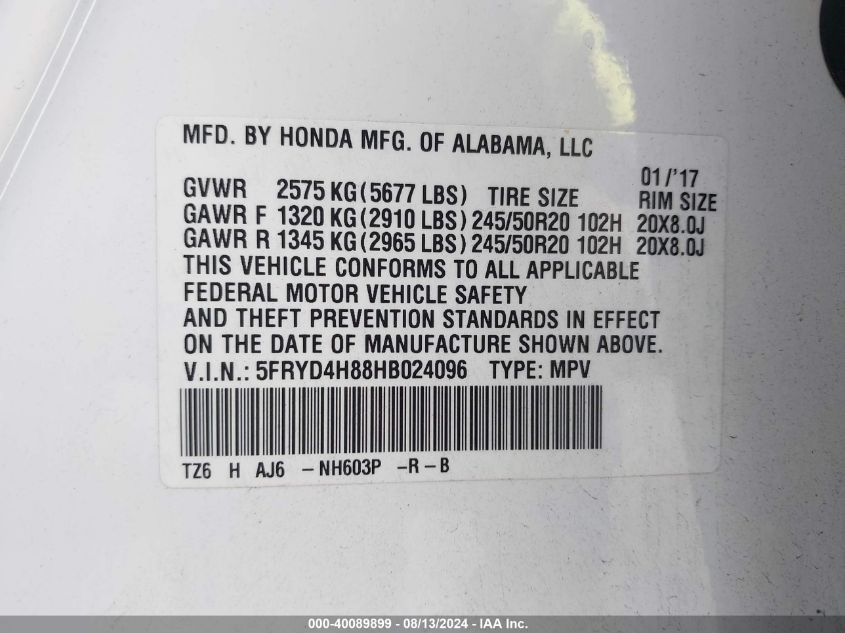 MFD. BY HONDA MFG. OF ALABAMA, LLC
01/'17
GVWR 2575 KG (5677 LBS) TIRE SIZE RIM SIZE
GAWR F 1320 KG (2910 LBS) 245/50R20 102H 20X8.0J
GAWR R 1345 KG (2965 LBS) 245/50R20 102H 20X8.0J
THIS VEHICLE CONFORMS TO ALL APPLICABLE
FEDERAL MOTOR VEHICLE SAFETY
AND THEFT PREVENTION STANDARDS IN EFFECT
ON THE DATE OF MANUFACTURE SHOWN ABOVE.
V.I.N.: 5FRYD4H88HB024096 TYPE: MPV
TZ6 H AJ6 -NH603P -R-B
000-40089899 - 08/13/2024 - IAA Inc.